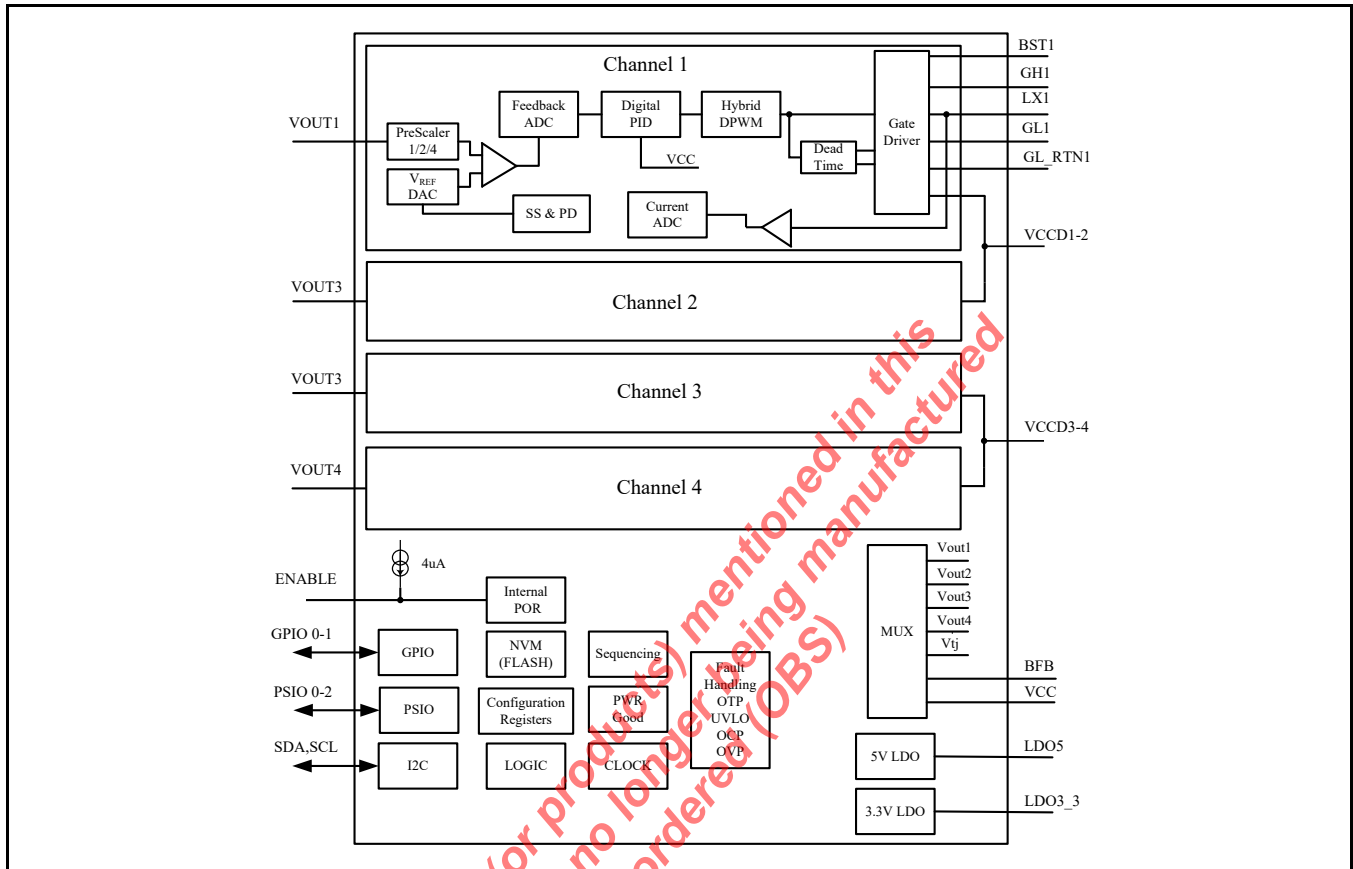 Channel 1
BST1
GH1
LX1
GL1
GL_RTN1
VCCD1-2
VOUT1
PreScaler
1/2/4
VREF
DAC
Feedback
ADC
Digital
PID
Hybrid
DPWM
VCC
Dead
Time
Gate
Driver
SS & PD
Current
ADC
VOUT3
Channel 2
VOUT3
Channel 3
VCCD3-4
VOUT4
Channel 4
4uA
ENABLE
Internal
POR
GPIO 0-1
GPIO
NVM
(FLASH)
Sequencing
PSIO 0-2
PSIO
Configuration
Registers
PWR
Good
SDA,SCL
I2C
LOGIC
CLOCK
Fault
Handling
OTP
UVLO
OCP
OVP
MUX
Vout1
Vout2
Vout3
Vout4
Vtj
BFB
VCC
5V LDO
LDO5
3.3V LDO
LDO3_3
(or products) mentioned in this
no longer being manufactured
ordered (OBS)